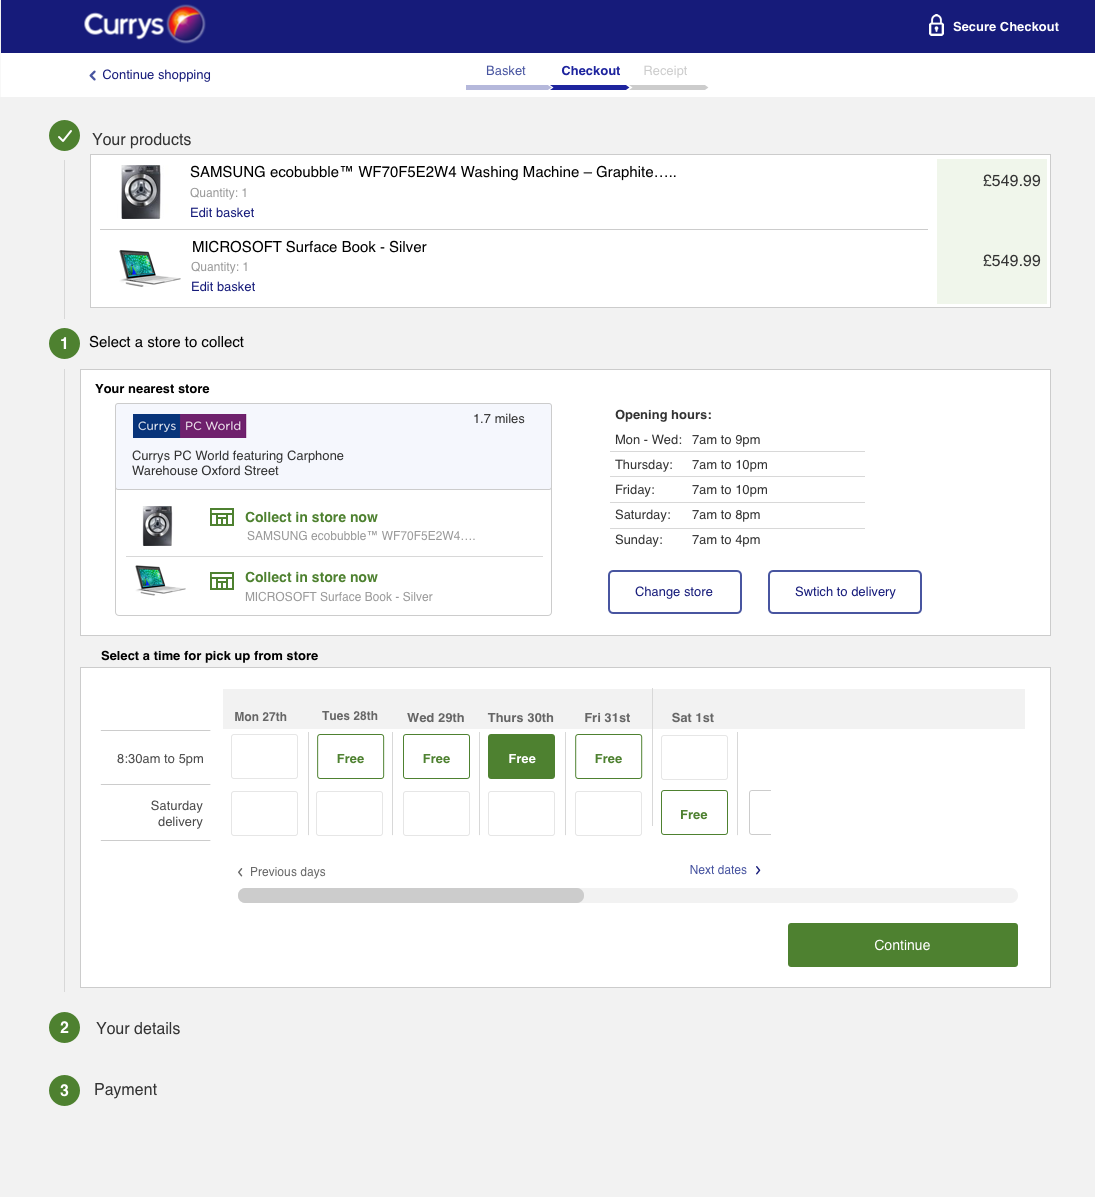 Currys
Secure Checkout
Continue shopping
Basket
Checkout
Receipt
Your products
SAMSUNG ecobubble™ WF70F5E2W4 Washing Machine – Graphite…..
£549.99
Quantity: 1
Edit basket
MICROSOFT Surface Book - Silver
£549.99
Quantity: 1
Edit basket
1
Select a store to collect
Your nearest store
Currys PC World
1.7 miles
Currys PC World featuring Carphone
Warehouse Oxford Street
Collect in store now
SAMSUNG ecobubble™ WF70F5E2W4….
Collect in store now
MICROSOFT Surface Book - Silver
Opening hours:
Mon - Wed: 7am to 9pm
Thursday: 7am to 10pm
Friday: 7am to 10pm
Saturday: 7am to 8pm
Sunday: 7am to 4pm
Change store
Swtich to delivery
Select a time for pick up from store
Mon 27th
Tues 28th
Wed 29th
Thurs 30th
Fri 31st
Sat 1st
8:30am to 5pm
Free
Free
Free
Free
Saturday
delivery
Free
Previous days
Next dates
Continue
2
Your details
3
Payment